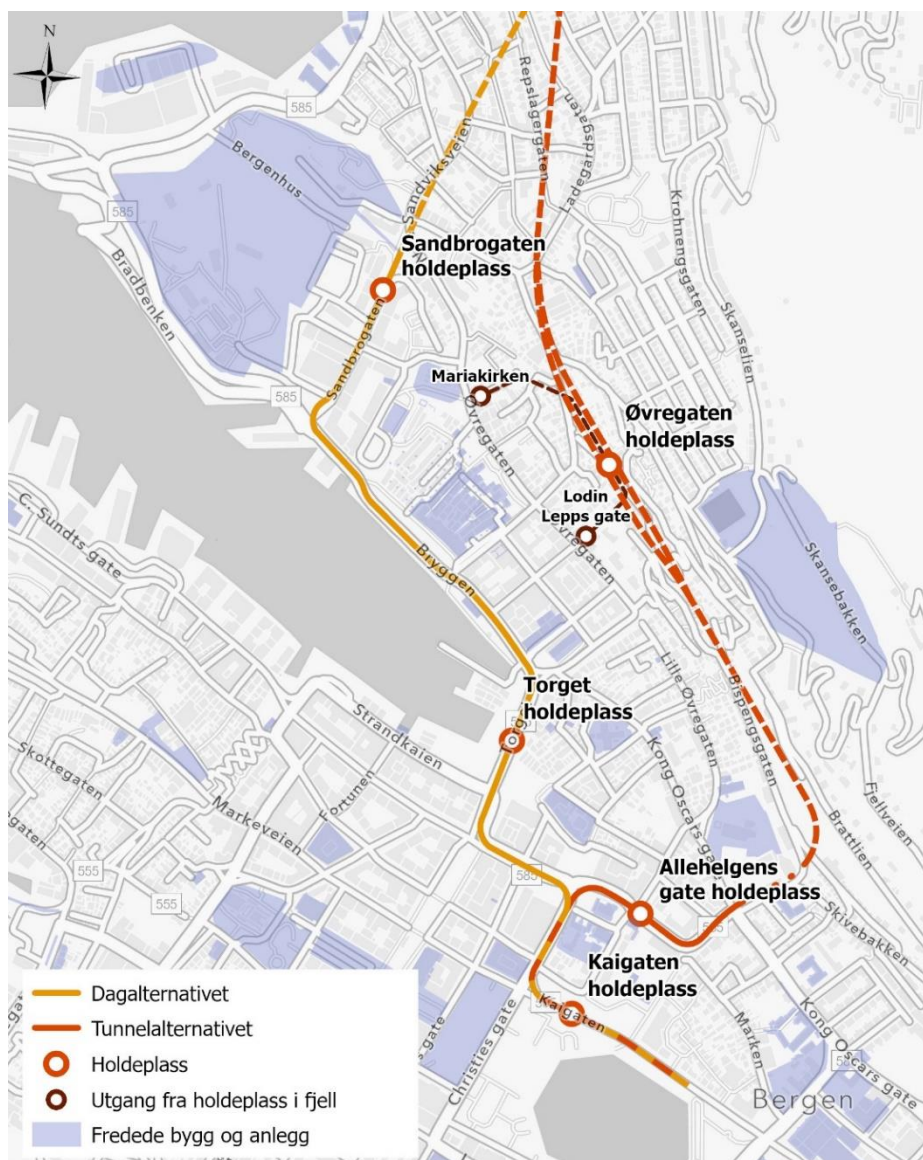 N
585
Repslagergaten
Ladegårdsgaten
Sandviksveien
Bergenhus
585
Krohnengsgaten
Skanselien
Bradbenken
Sandbrogaten
holdeplass
Sandbrogaten
Mariakirken
585
Øvregaten
Øvregaten
holdeplass
Lodin
Lepps gate
C. Sundts gate
Bryggen
Skansebakken
Torget
holdeplass
Lille Øvregaten
Bispengsgaten
Strandkaien
Kong Oscars gate
Skottegaten
Fortunen
Markeveien
Fjellveien
Brattlien
555
585
555
Allehelgens
gate holdeplass
Skivebakken
Kaigaten
holdeplass
Kaigaten
Marken
Kong Oscars gate
Christies gate
Bergen
Dagalternativet
Tunnelalternativet
Holdeplass
Utgang fra holdeplass i fjell
Fredede bygg og anlegg